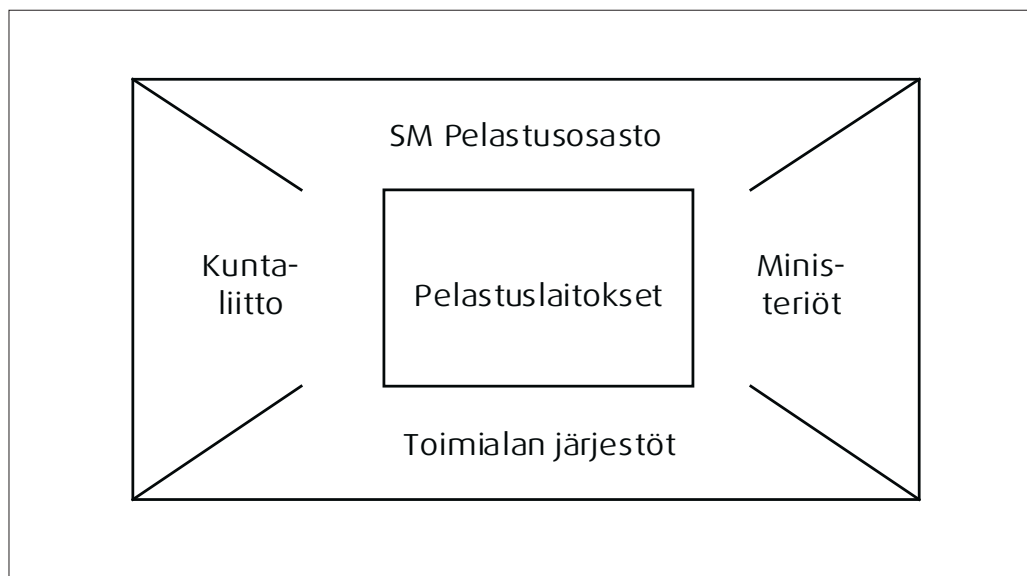 SM Pelastusosasto
Kunta-
liitto
Pelastuslaitokset
Minis-
teriöt
Toimialan järjestöt